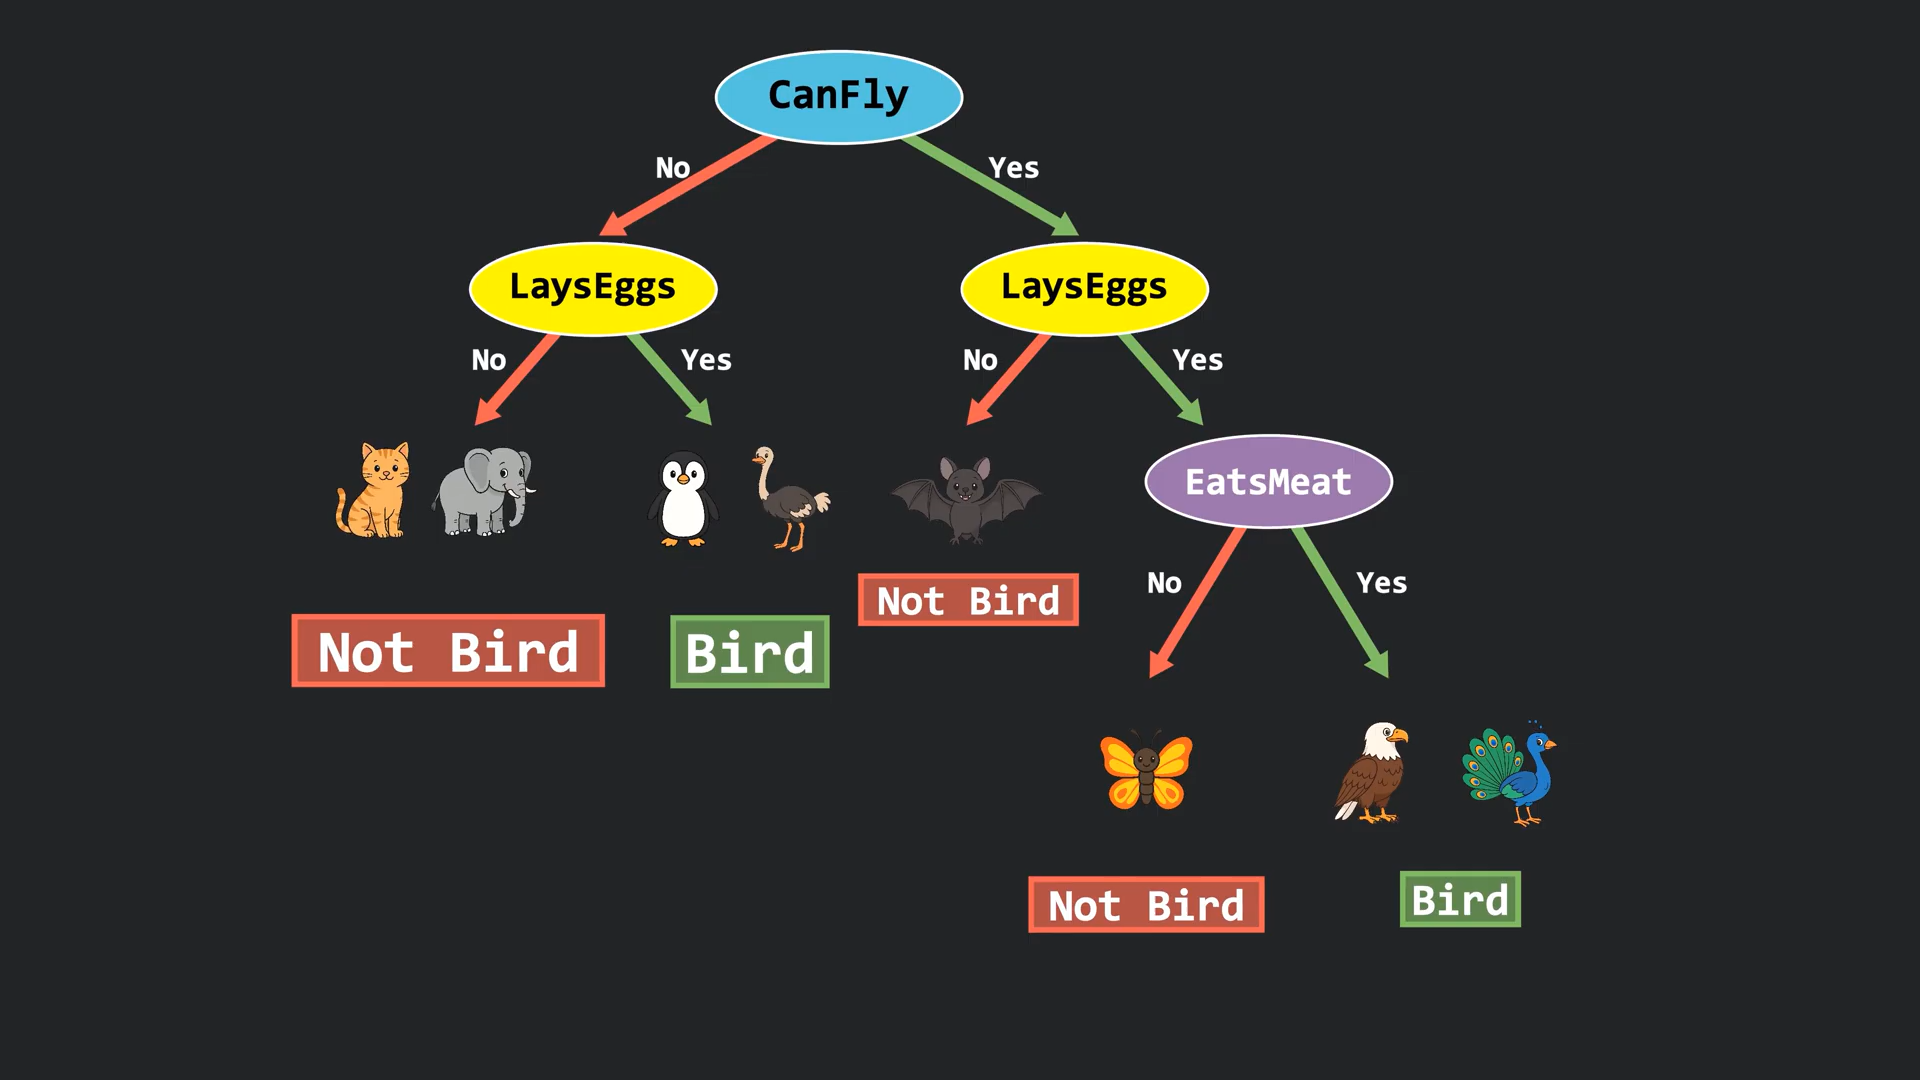 CanFly
No
Yes
LaysEggs
LaysEggs
No
Yes
No
Yes
EatsMeat
No
Yes
Not Bird
Bird
Not Bird
Not Bird
Bird